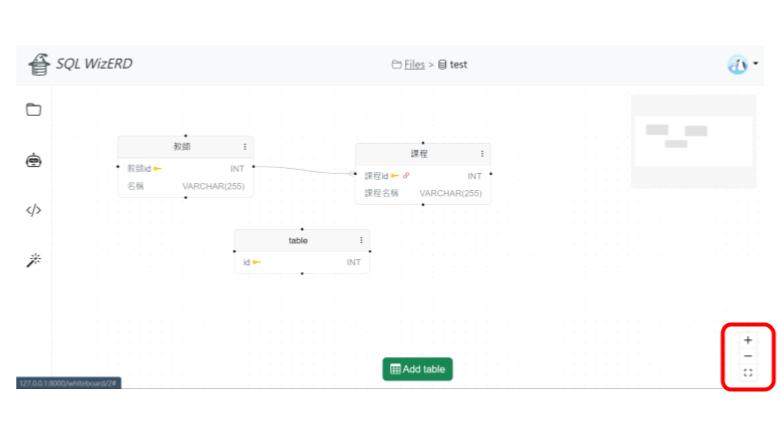 SQL WizERD
Files > test
教師
教師id INT
名稱 VARCHAR(255)
課程
課程id INT
課程名稱 VARCHAR(255)
table
id INT
Add table
127.0.0.1:8000/whiteboard/2#